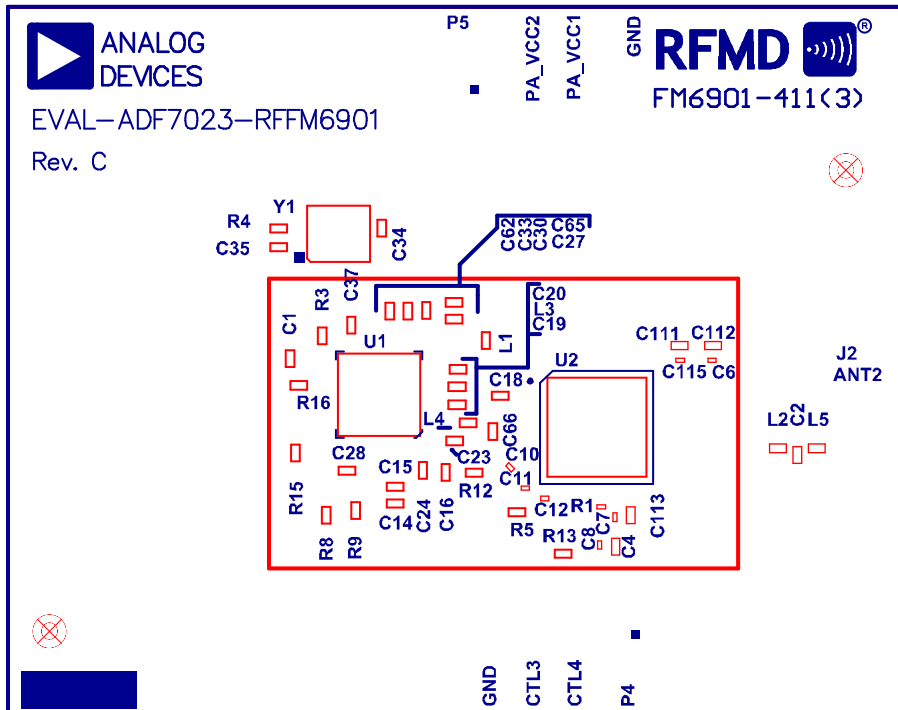 P5
PA_VCC2
PA_VCC1
GND
ANALOG
DEVICES
RFMD
®
FM6901-411(3)
EVAL-ADF7023-RFFM6901
Rev. C
Y1
R4
C35
C34
C62
C33
C30
C65
C27
C37
R3
C1
C20
L3
C19
U1
L1
U2
C111
C112
C115
C6
J2
ANT2
R16
C18
L4
C66
L2
C2
L5
C28
C15
C23
C10
C11
R12
R15
C14
C24
C16
R5
C12
R1
C7
C113
R8
R9
R13
C8
C4
GND
CTL3
CTL4
P4